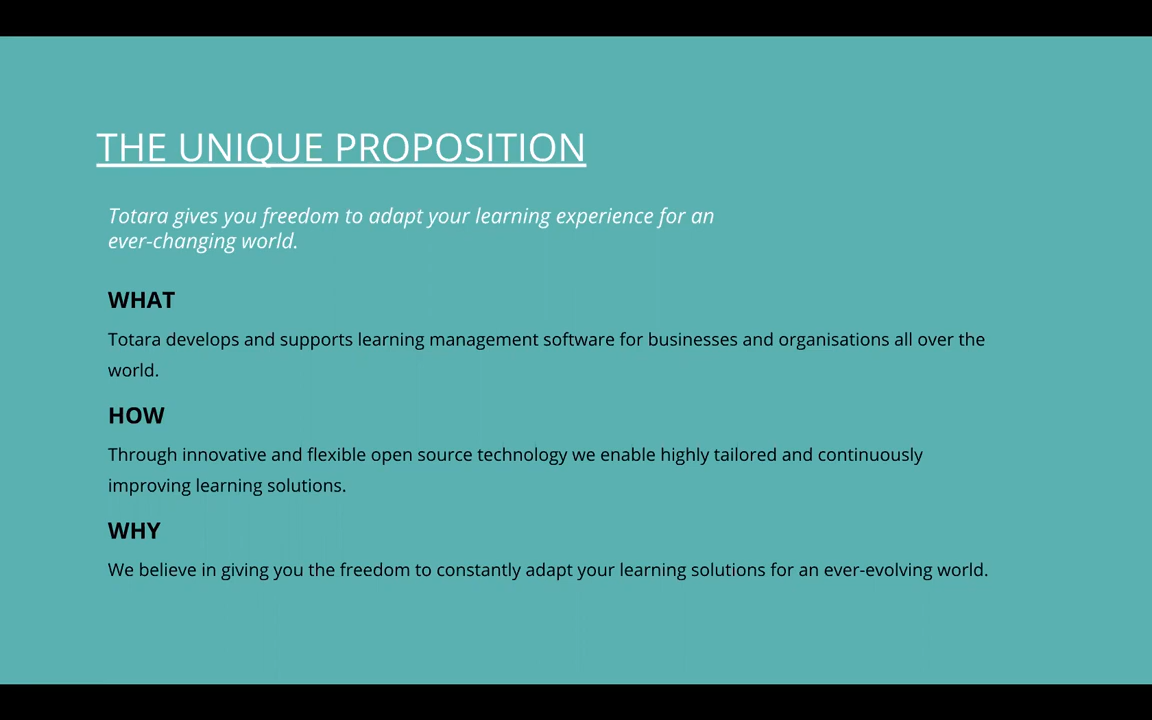 THE UNIQUE PROPOSITION
Totara gives you freedom to adapt your learning experience for an
ever-changing world.
WHAT
Totara develops and supports learning management software for businesses and organisations all over the
world.
HOW
Through innovative and flexible open source technology we enable highly tailored and continuously
improving learning solutions.
WHY
We believe in giving you the freedom to constantly adapt your learning solutions for an ever-evolving world.